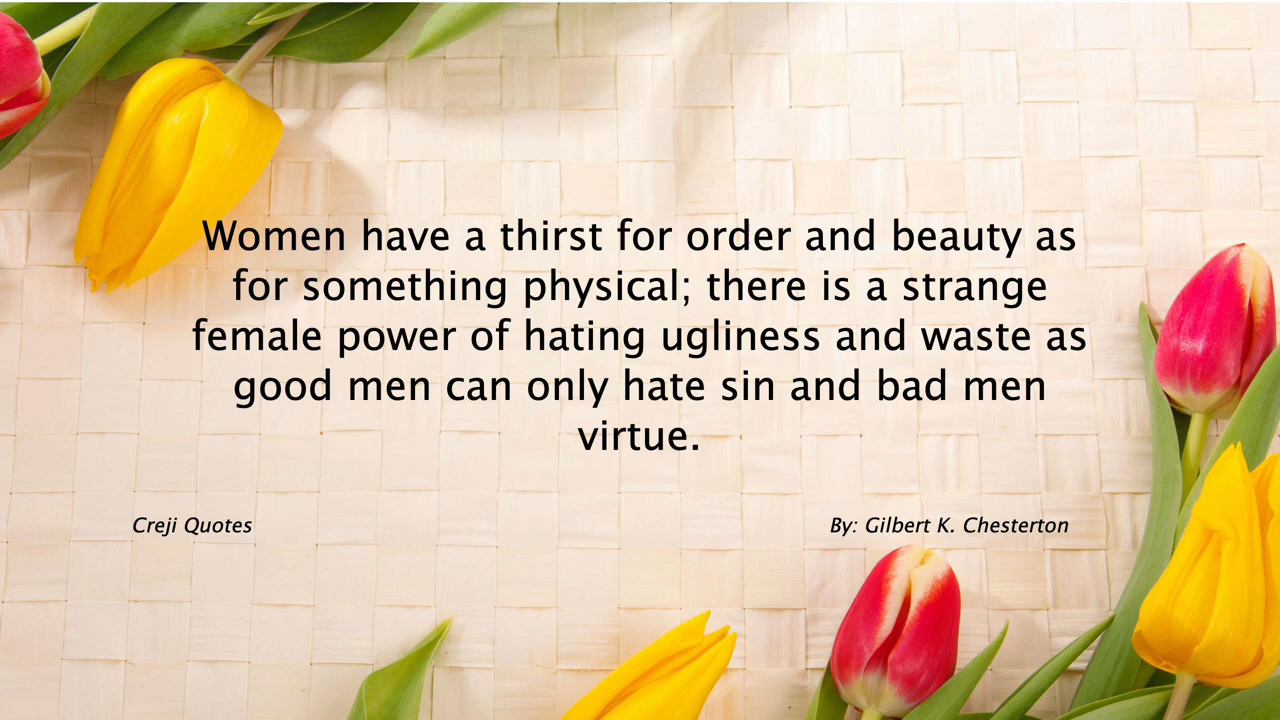 Women have a thirst for order and beauty as
for something physical; there is a strange
female power of hating ugliness and waste as
good men can only hate sin and bad men
virtue.
Creji Quotes
By: Gilbert K. Chesterton